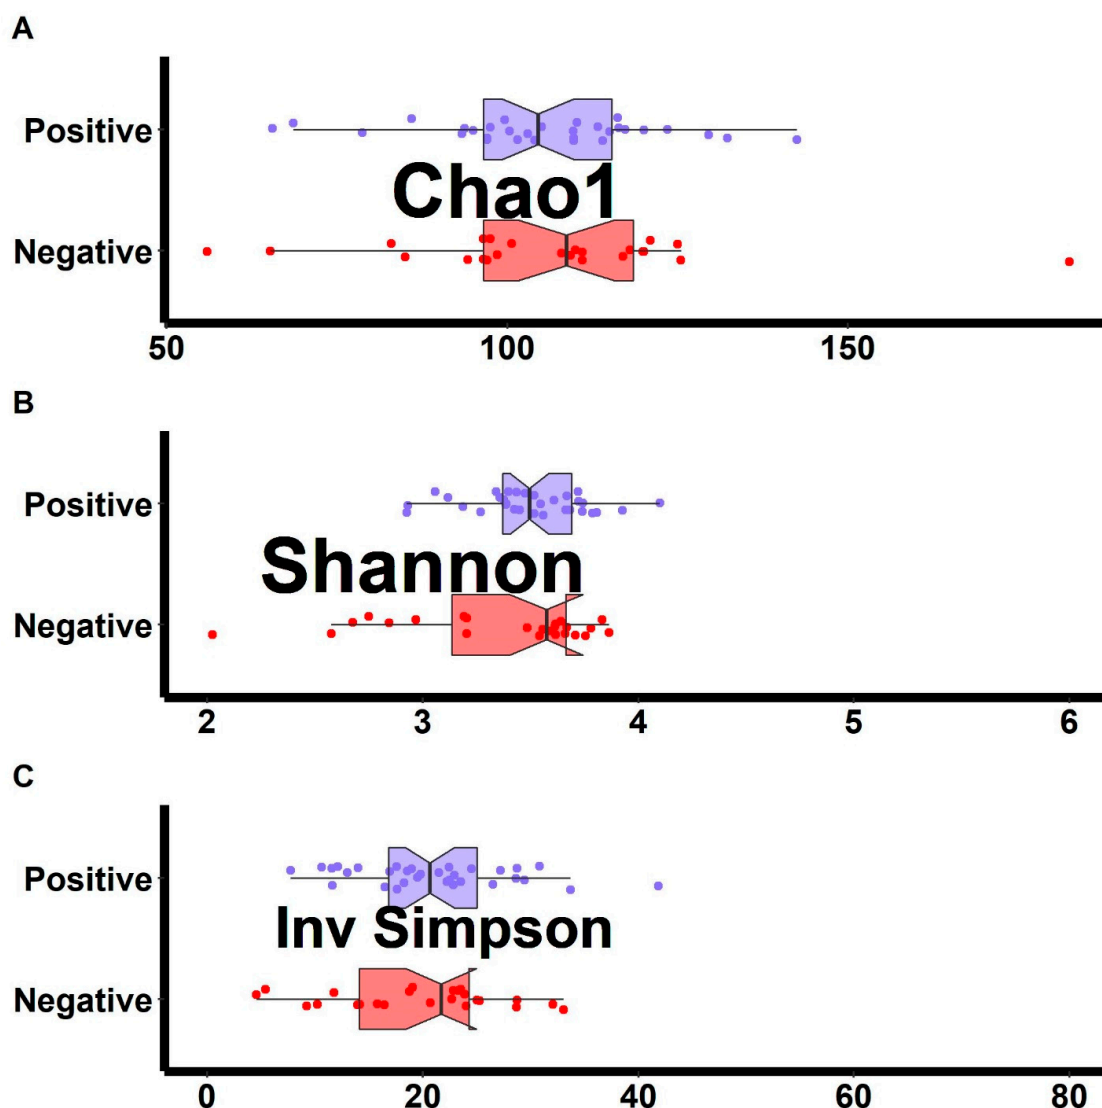 A
Positive
Chao1
Negative
50 100 150
B
Positive
Shannon
Negative
2 3 4 5 6
C
Positive
Inv Simpson
Negative
0 20 40 60 80